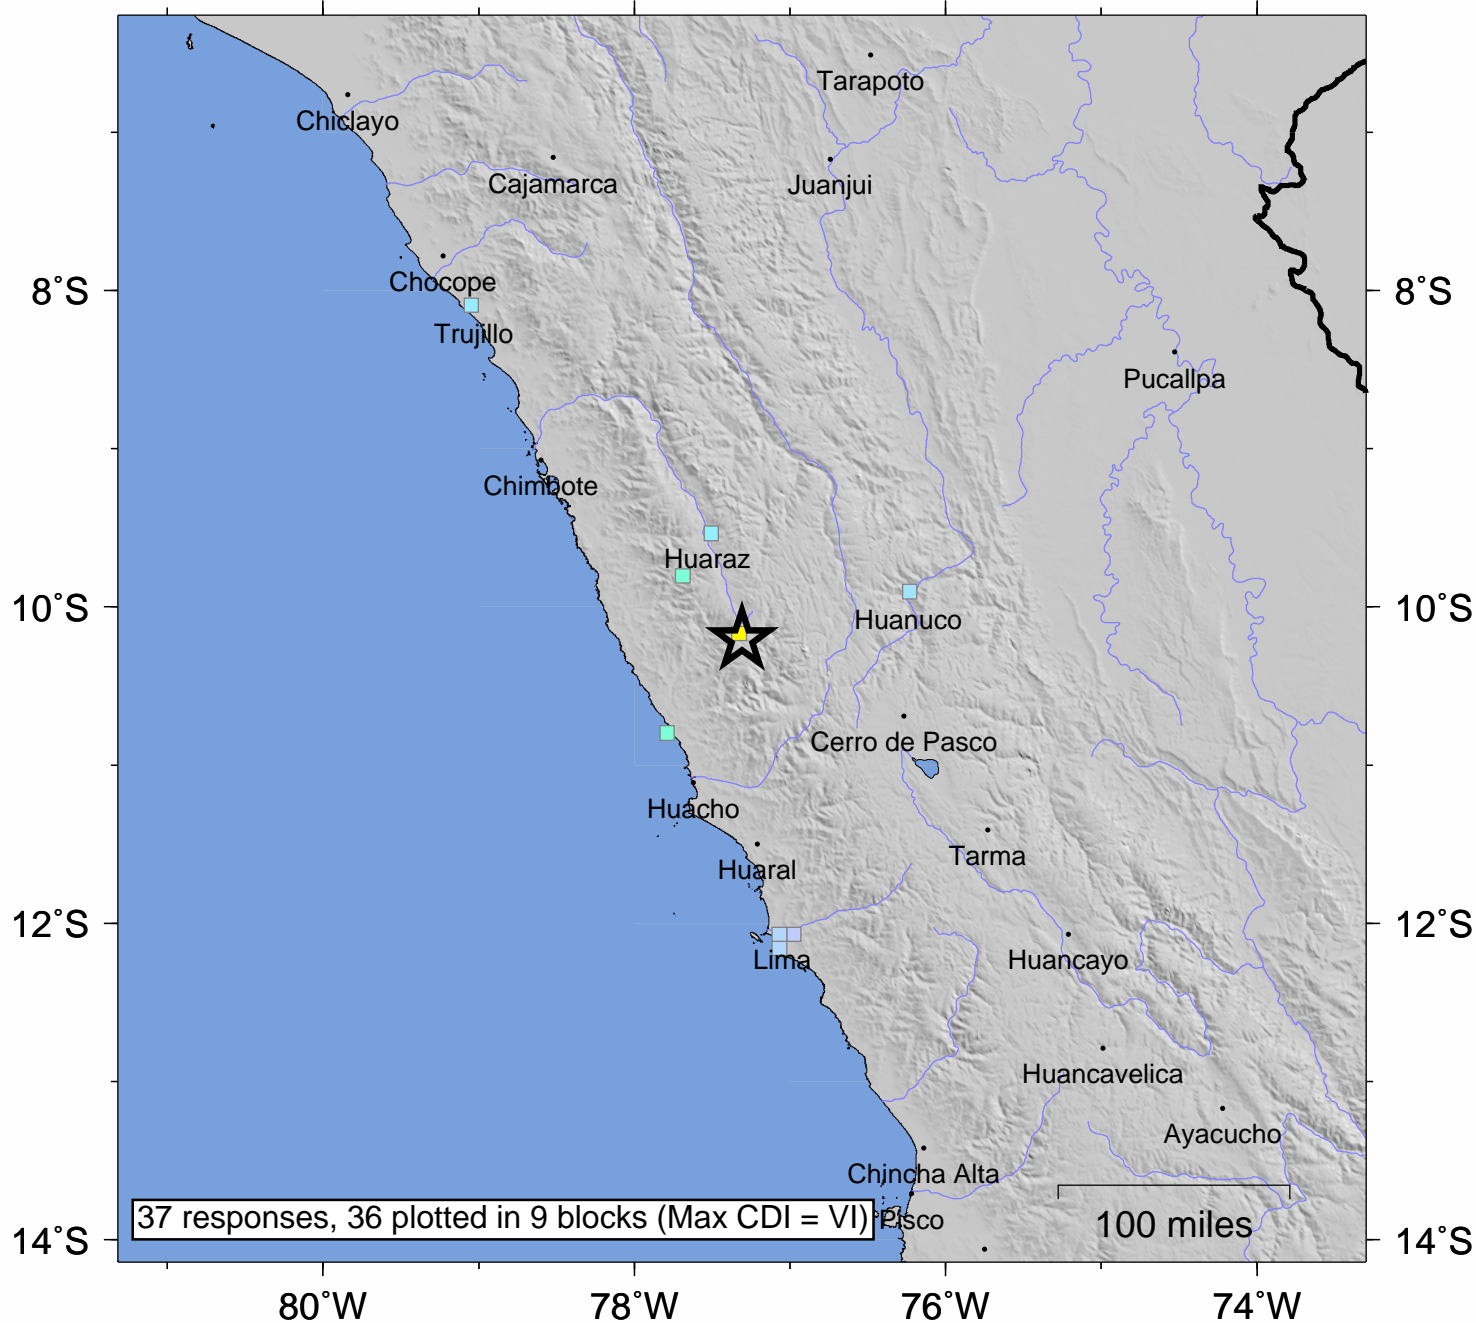 Tarapoto
Chiclayo
Cajamarca
Juanjui
Chocope
8˚S
8˚S
Trujillo
Pucallpa
Chimbote
Huaraz
10˚S
10˚S
Huanuco
Cerro de Pasco
Huacho
Tarma
Huaral
12˚S
12˚S
Lima
Huancayo
Huancavelica
Ayacucho
Chincha Alta
37 responses, 36 plotted in 9 blocks (Max CDI = VI)
Pisco
100 miles
14˚S
14˚S
80˚W
78˚W
76˚W
74˚W